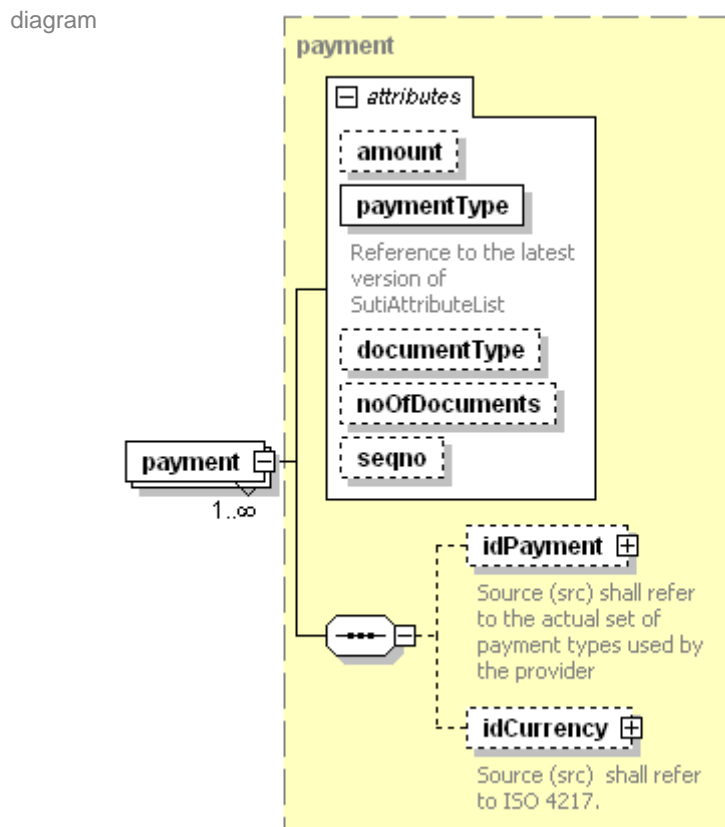 diagram
payment
attributes
amount
paymentType
Reference to the latest
version of
SutiAttributeList
documentType
noOfDocuments
seqno
payment
1..∞
idPayment
Source (src) shall refer
to the actual set of
payment types used by
the provider
idCurrency
Source (src)  shall refer
to ISO 4217.